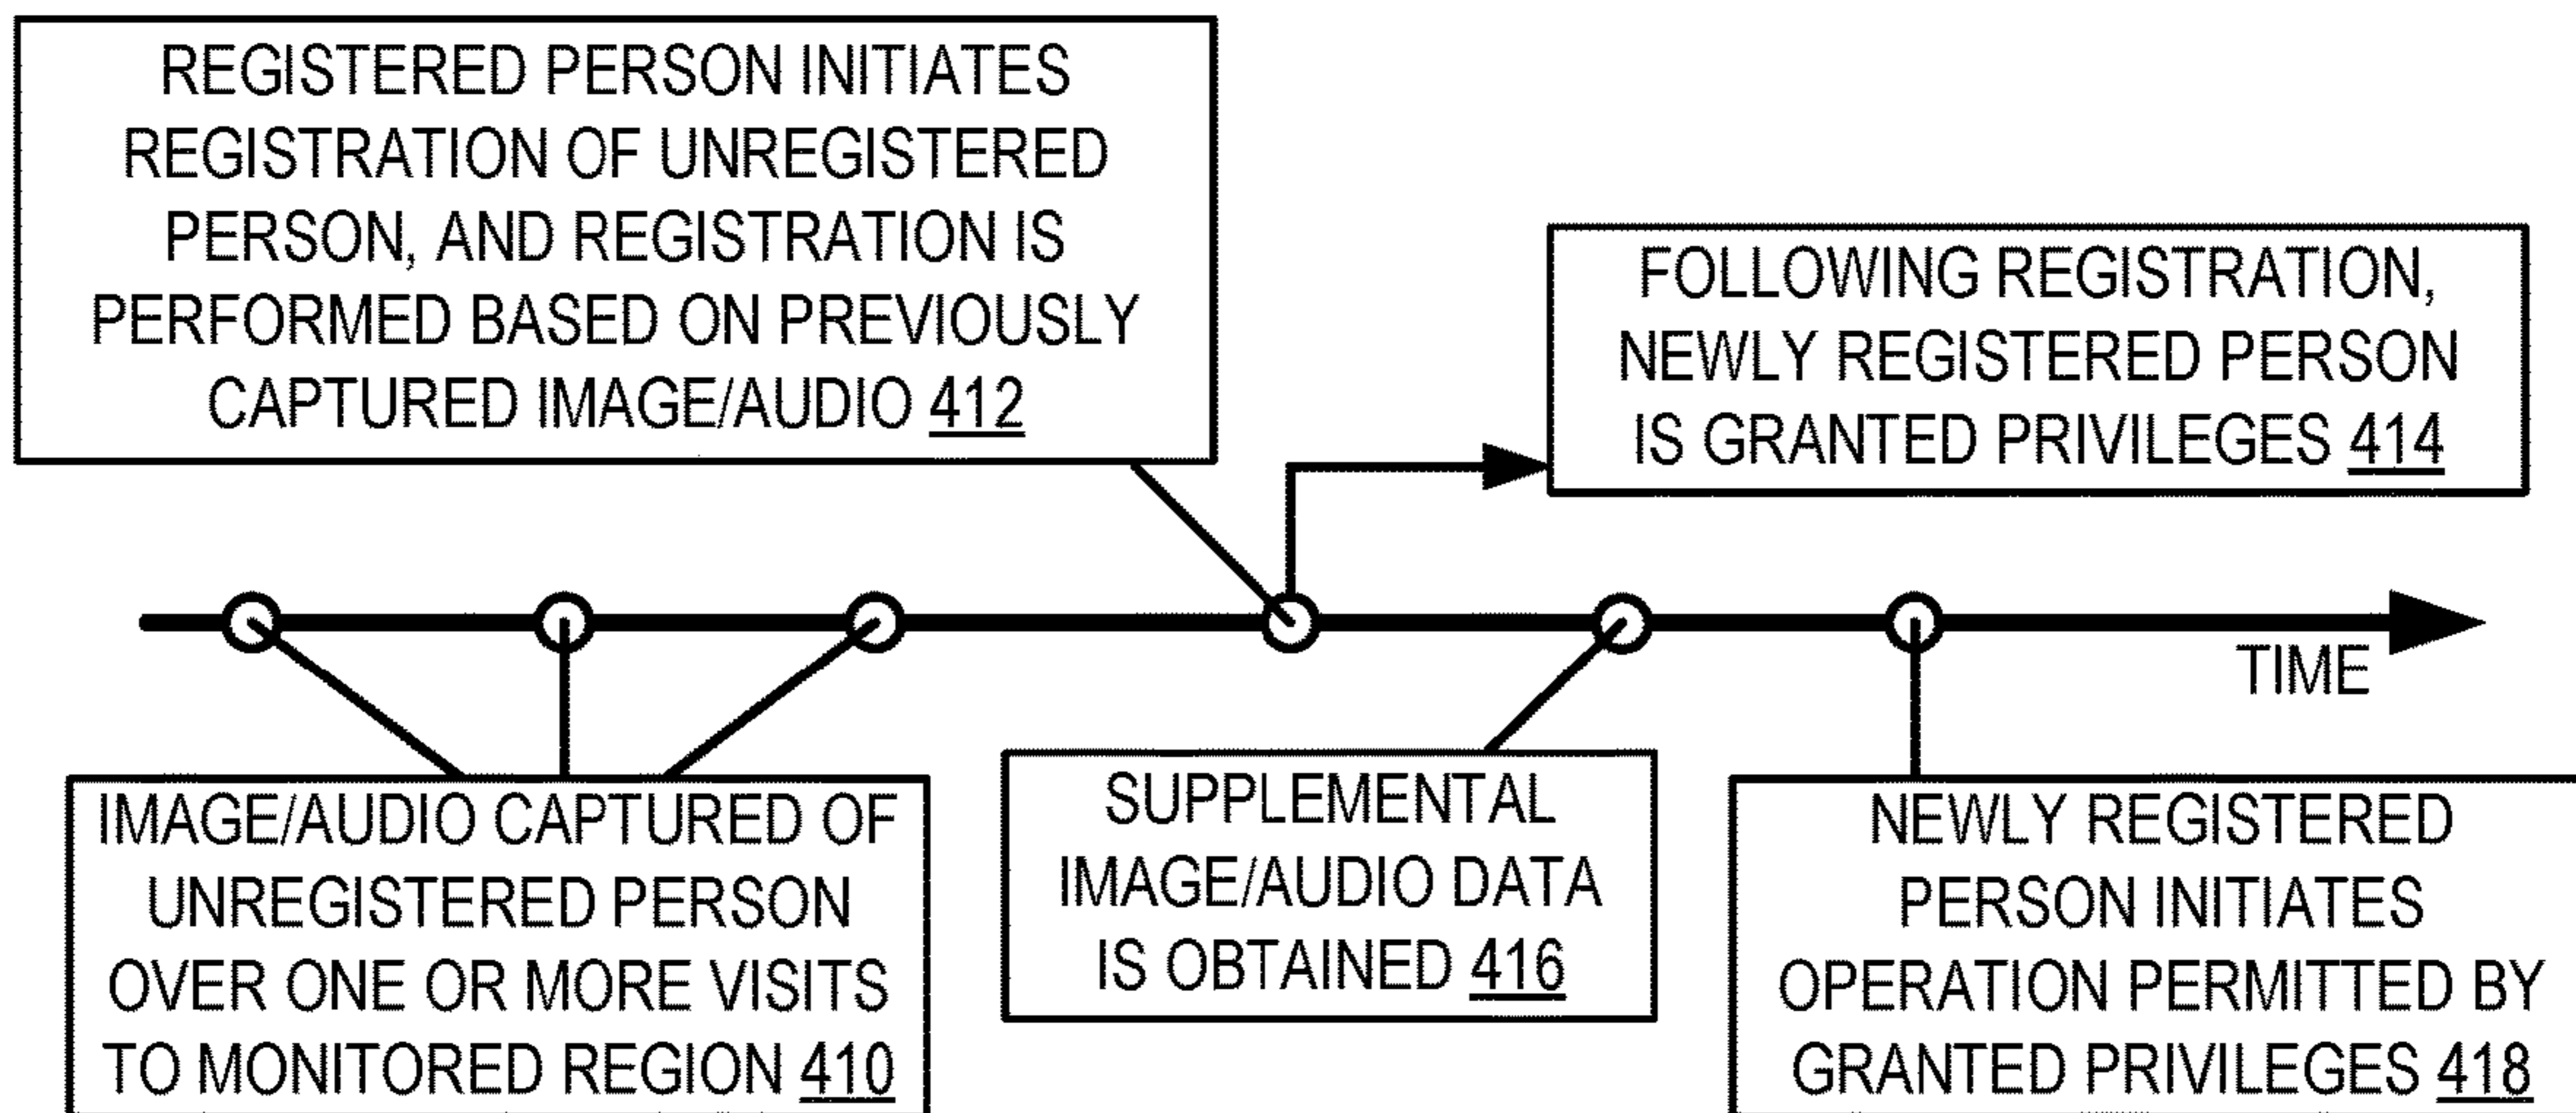 REGISTERED PERSON INITIATES
REGISTRATION OF UNREGISTERED
PERSON, AND REGISTRATION IS
PERFORMED BASED ON PREVIOUSLY
CAPTURED IMAGE/AUDIO 412
FOLLOWING REGISTRATION,
NEWLY REGISTERED PERSON
IS GRANTED PRIVILEGES 414
TIME
IMAGE/AUDIO CAPTURED OF
UNREGISTERED PERSON
OVER ONE OR MORE VISITS
TO MONITORED REGION 410
SUPPLEMENTAL
IMAGE/AUDIO DATA
IS OBTAINED 416
NEWLY REGISTERED
PERSON INITIATES
OPERATION PERMITTED BY
GRANTED PRIVILEGES 418